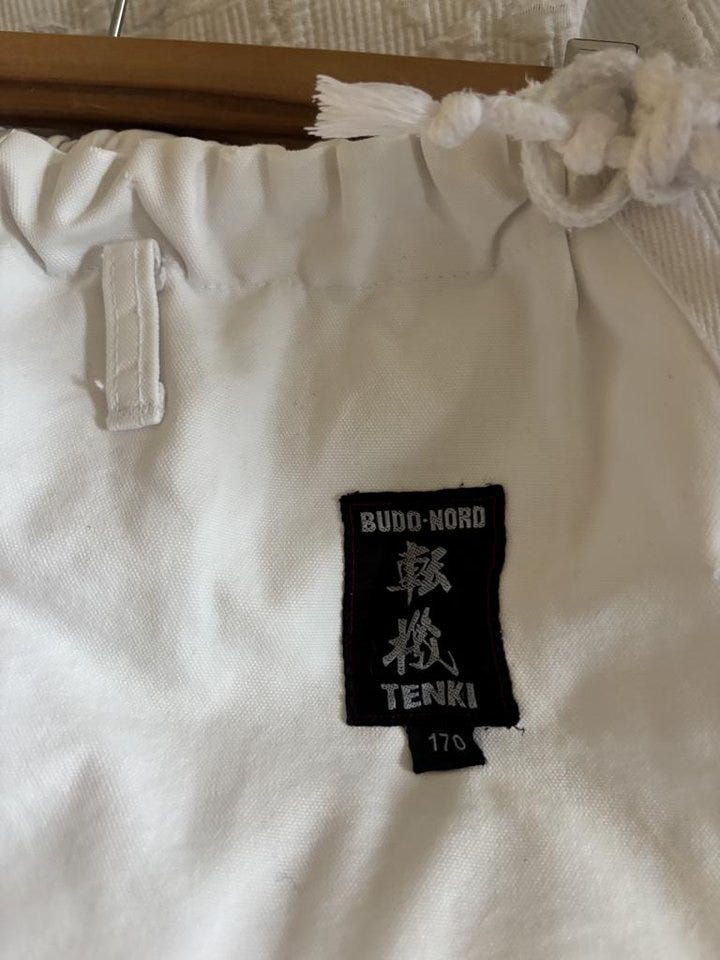 BUDO·NORD
転
機
TENKI
170